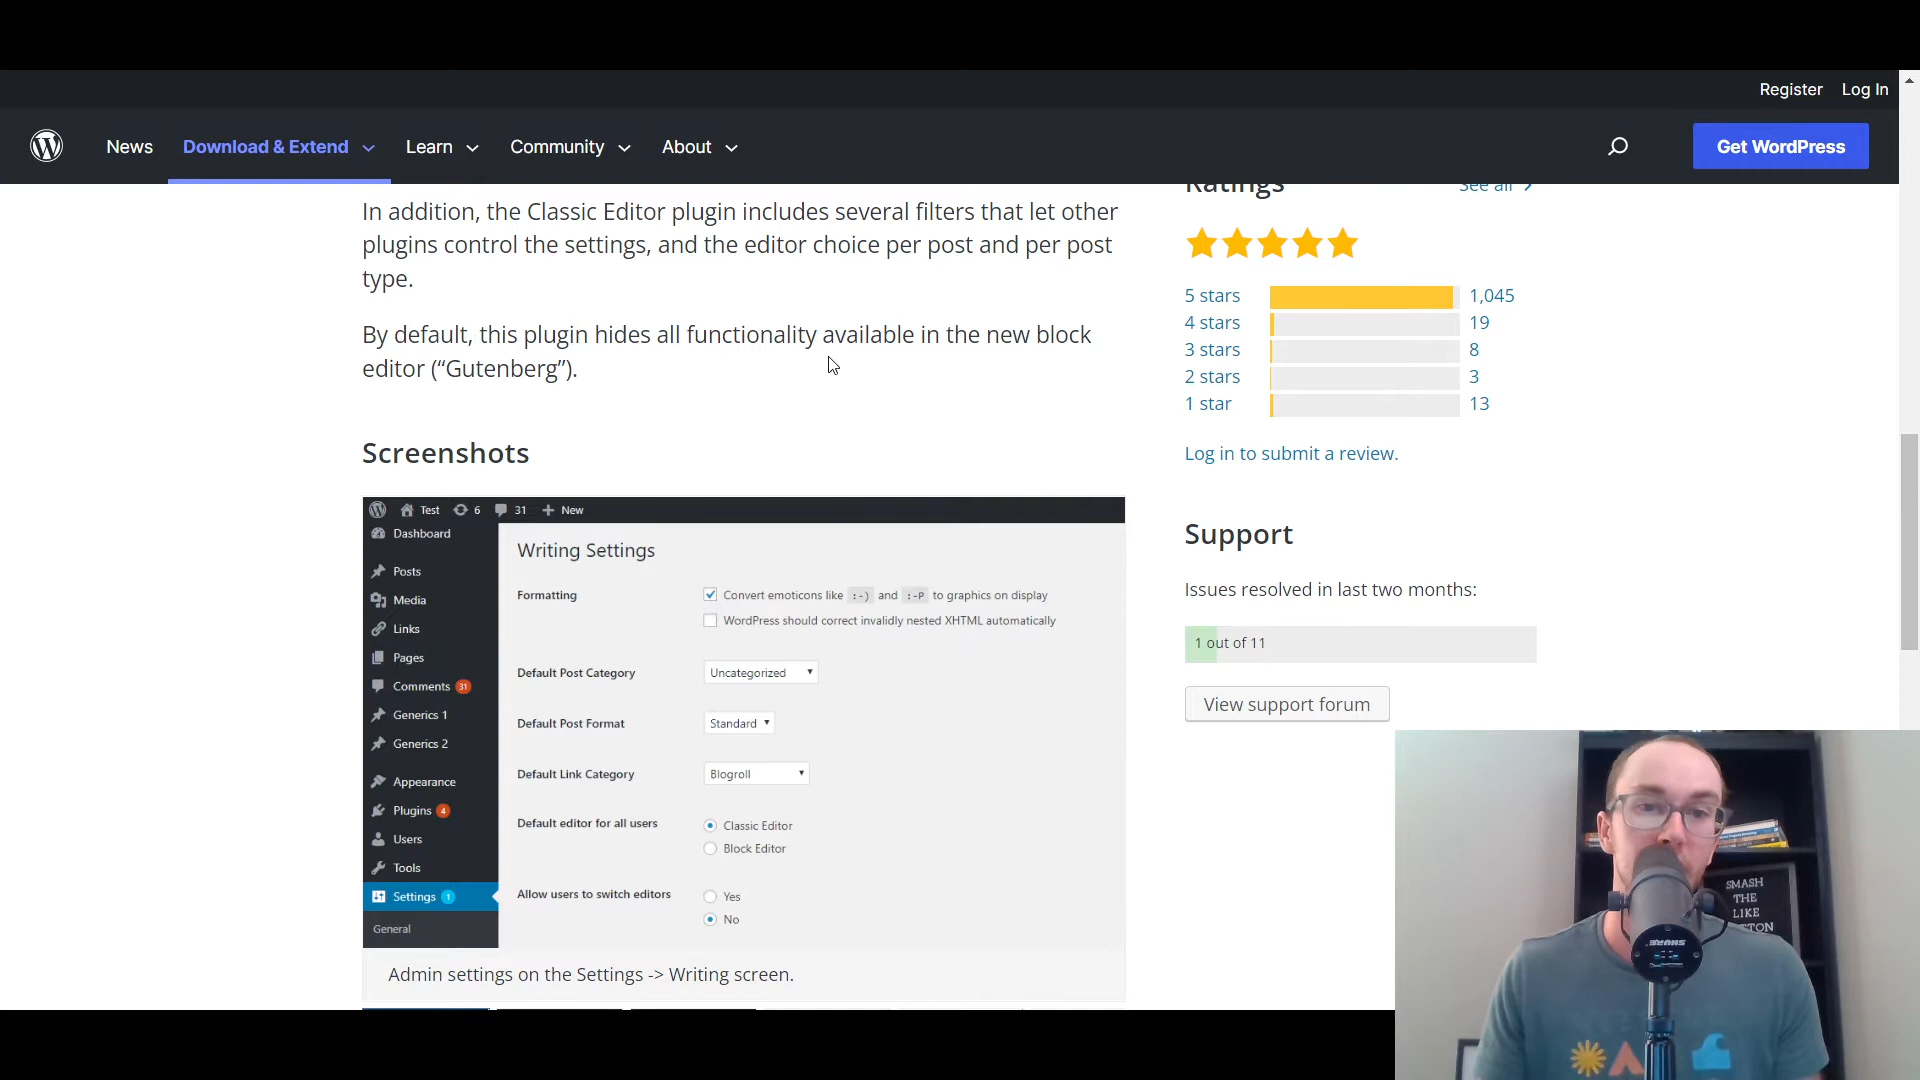 Register Log In
News Download & Extend Learn Community About Get WordPress
In addition, the Classic Editor plugin includes several filters that let other
plugins control the settings, and the editor choice per post and per post
type.
By default, this plugin hides all functionality available in the new block
editor (“Gutenberg”).
Screenshots
Test 6 31 New
Dashboard
Posts
Media
Links
Pages
Comments 31
Generics 1
Generics 2
Appearance
Plugins 4
Users
Tools
Settings 1
General
Writing Settings
Formatting
Convert emoticons like :-) and :-P to graphics on display
WordPress should correct invalidly nested XHTML automatically
Default Post Category Uncategorized
Default Post Format Standard
Default Link Category Blogroll
Default editor for all users Classic Editor
Block Editor
Allow users to switch editors Yes
No
Admin settings on the Settings -> Writing screen.
Ratings See all
5 stars 1,045
4 stars 19
3 stars 8
2 stars 3
1 star 13
Log in to submit a review.
Support
Issues resolved in last two months:
1 out of 11
View support forum
SMASH
THE
LIKE
TTON
SHURE